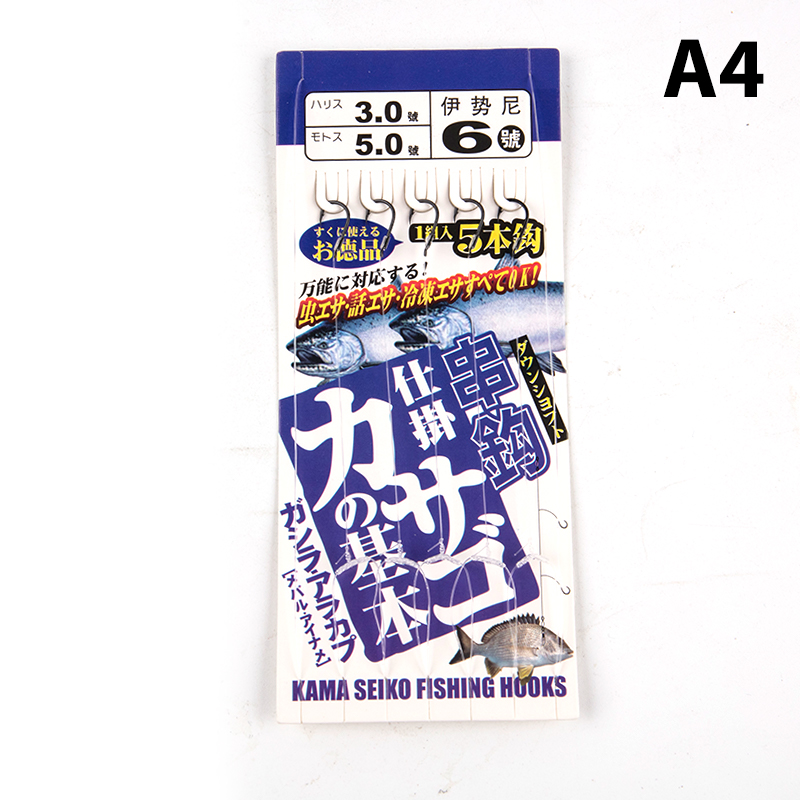 A4
ハリス 3.0 號
モトス 5.0 號
伊勢尼
6 號
すぐに使える
お徳品
1組入 5本鈎
万能に対応する!
虫エサ・話エサ・冷凍エサすべてOK!
ダウンショフト
串鈎
仕掛
カサゴ
の基本
ガシラ・アラカブ
【メバル・アイナメ】
KAMA SEIKO FISHING HOOKS